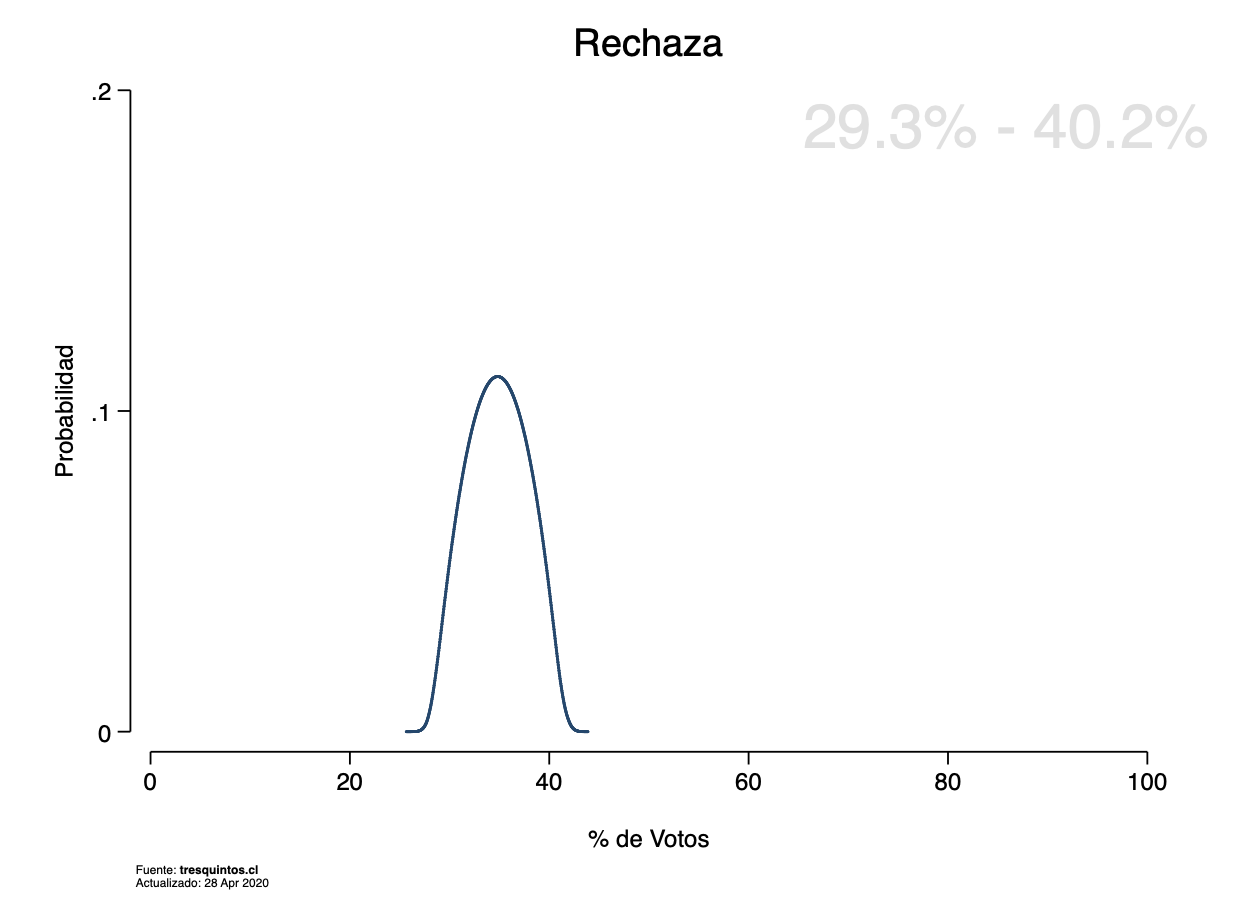 Rechaza
29.3% - 40.2%
.2
.1
0
Probabilidad
0 20 40 60 80 100
% de Votos
Fuente: tresquintos.cl
Actualizado: 28 Apr 2020